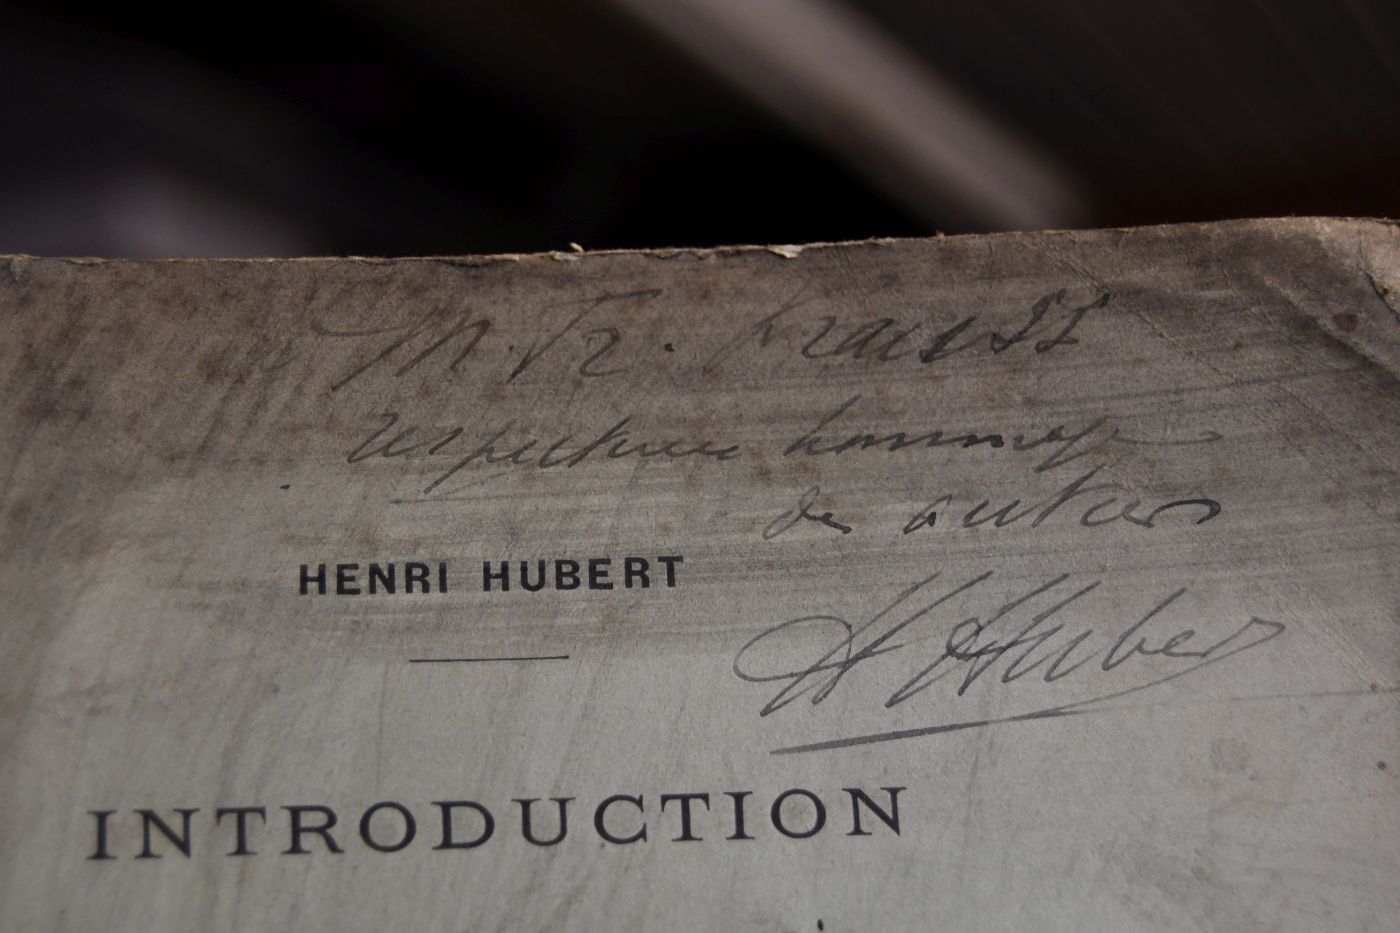 M. Fr. Krauss
respectueux hommage
de auteur
HENRI HUBERT
H Hubert
INTRODUCTION